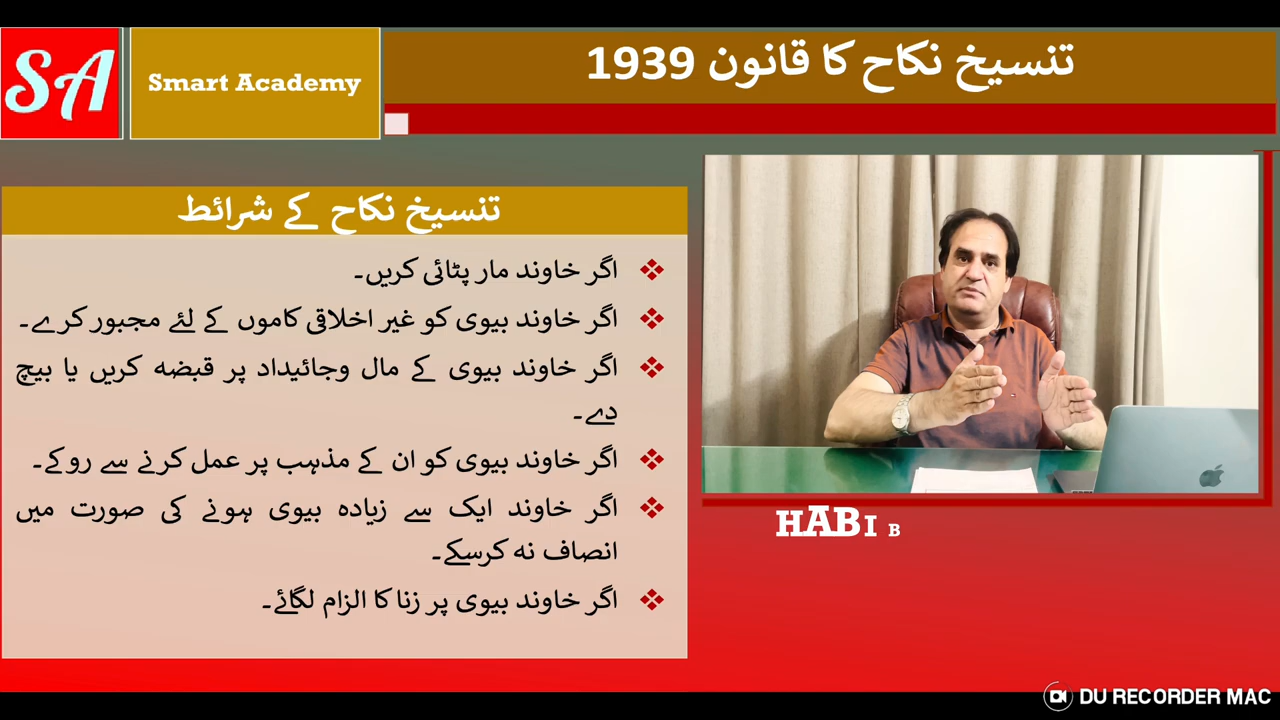 SA
Smart Academy
تنسیخ نکاح کا قانون 1939
تنسیخ نکاح کے شرائط
اگر خاوند مار پٹائی کریں۔
اگر خاوند بیوی کو غیر اخلاقی کاموں کے لئے مجبور کرے۔
اگر خاوند بیوی کے مال وجائیداد پر قبضہ کریں یا بیچ
دے۔
اگر خاوند بیوی کو ان کے مذہب پر عمل کرنے سے روکے۔
اگر خاوند ایک سے زیادہ بیوی ہونے کی صورت میں
انصاف نہ کرسکے۔
اگر خاوند بیوی پر زنا کا الزام لگائے۔
HABI B
DU RECORDER MAC